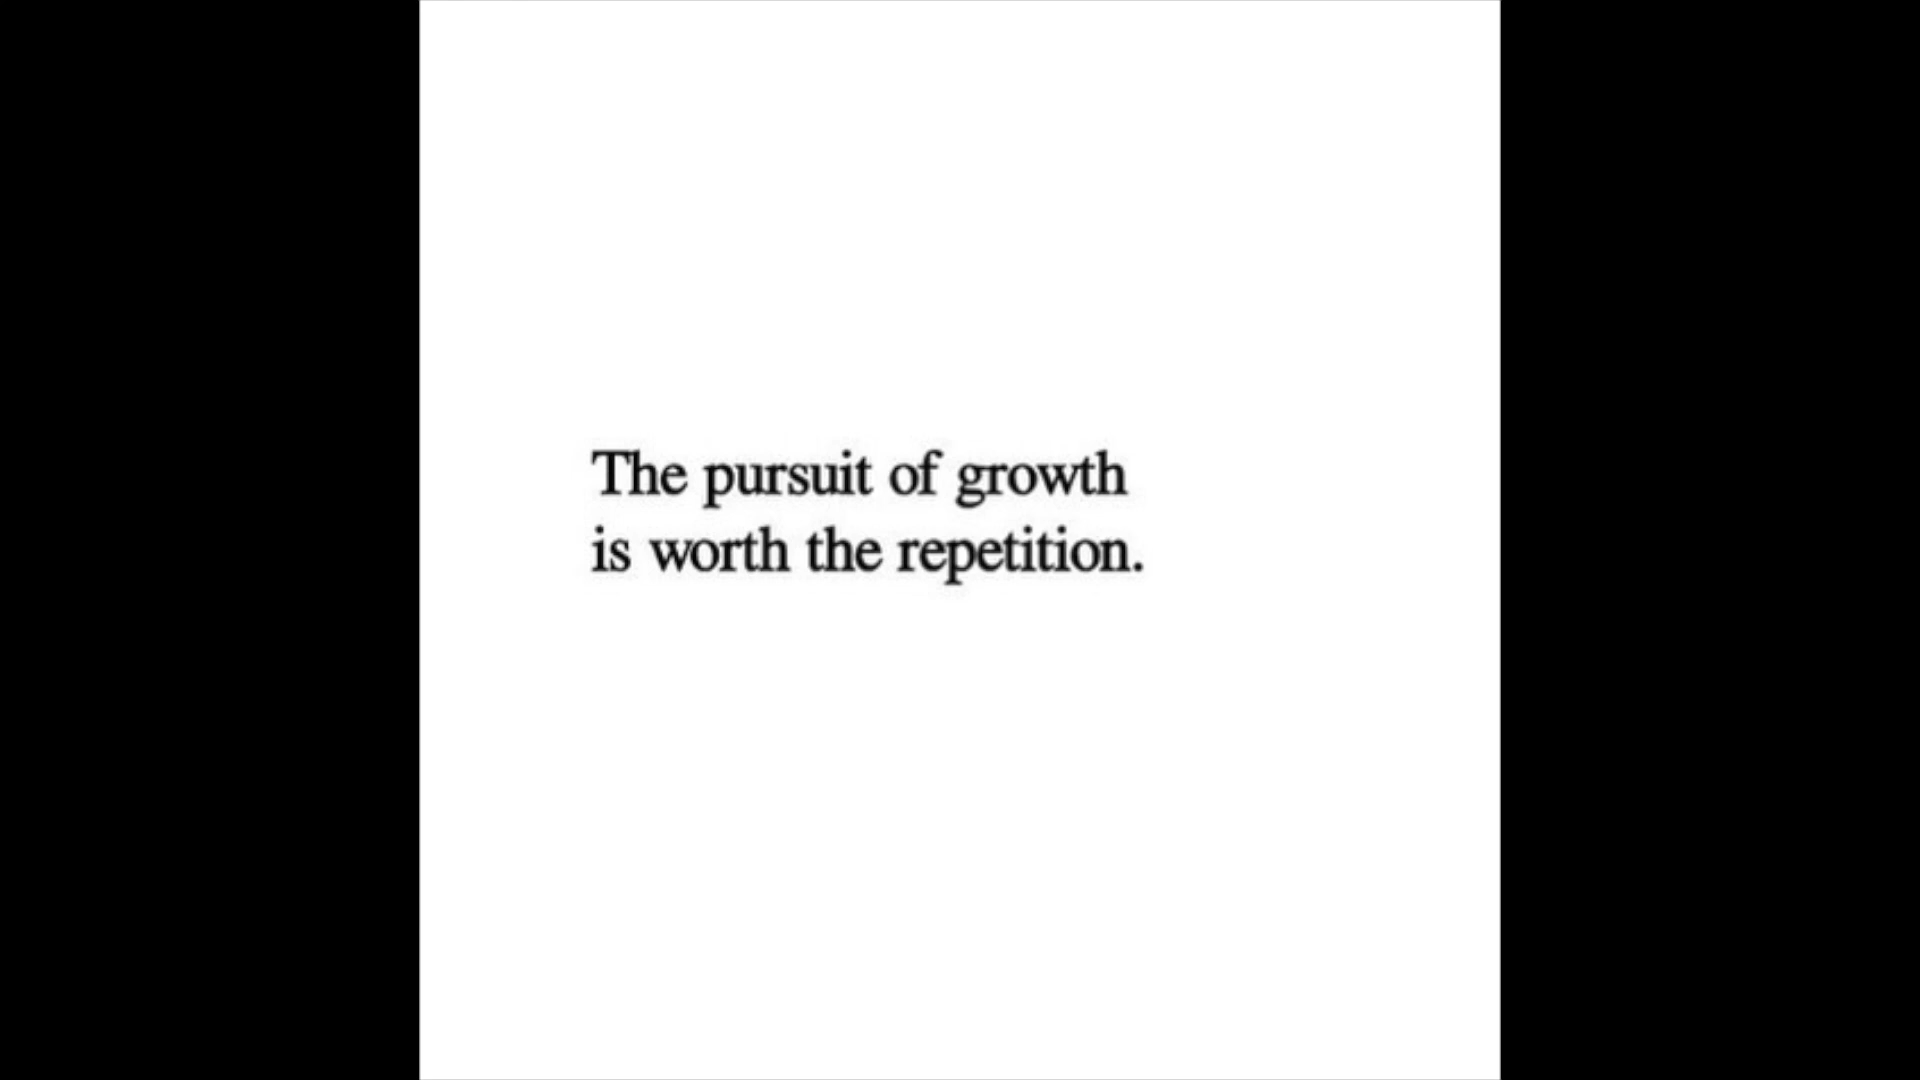 The pursuit of growth
is worth the repetition.